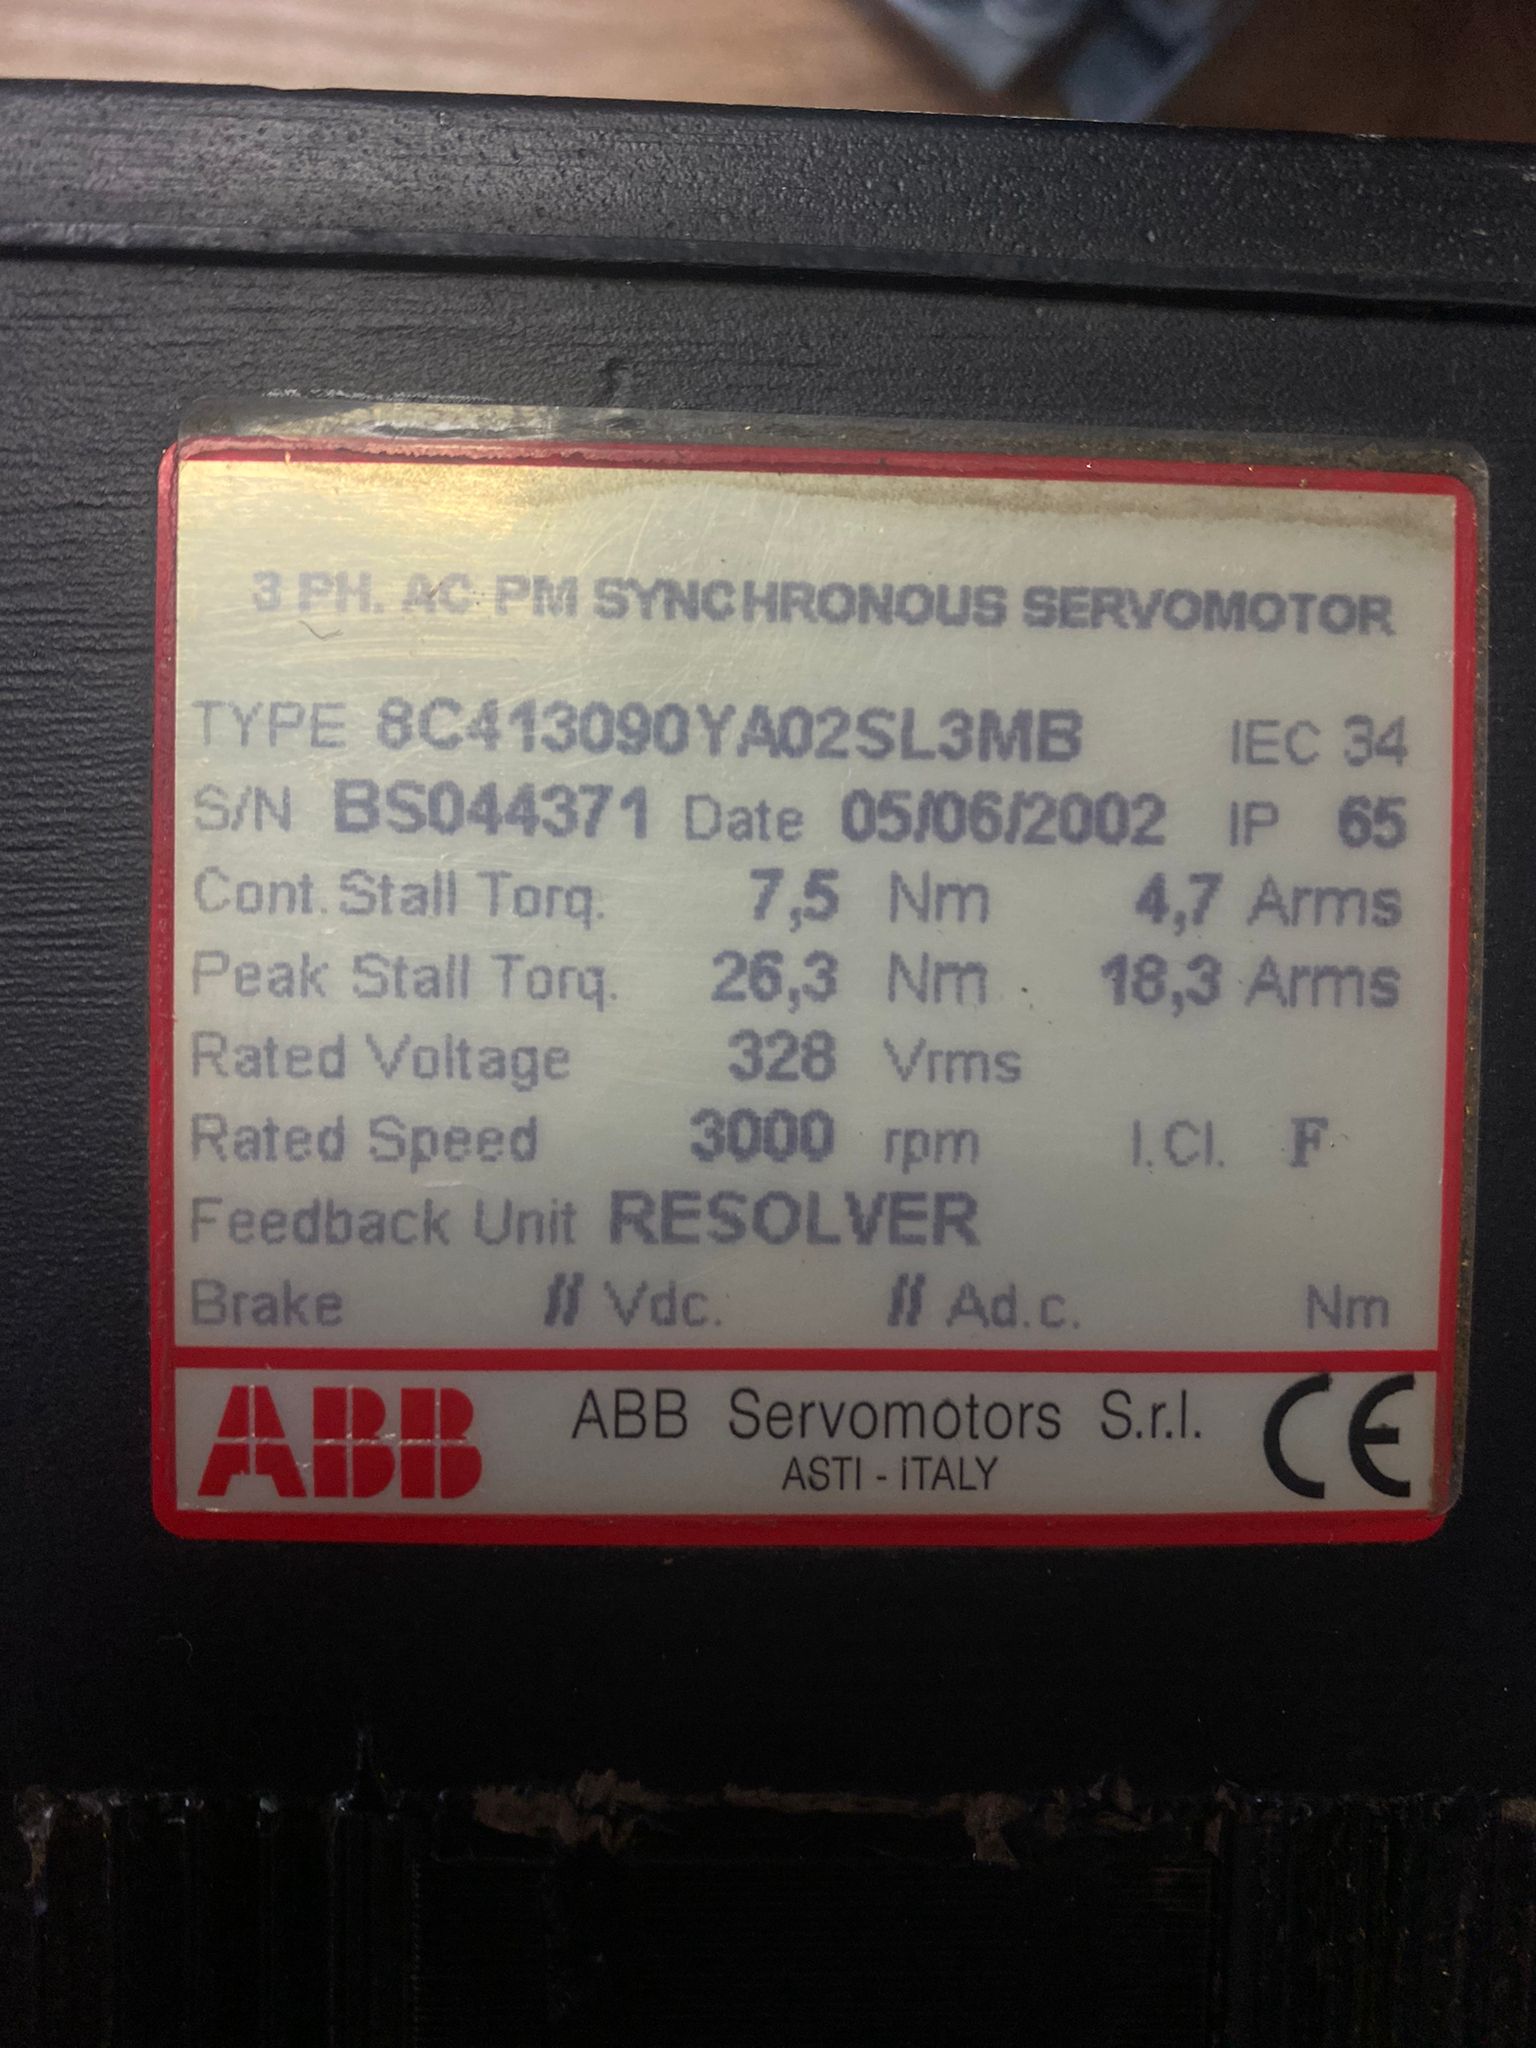 3 PH. AC PM SYNCHRONOUS SERVOMOTOR
TYPE 8C413090YA02SL3MB IEC 34
S/N BS044371 Date 05/06/2002 IP 65
Cont. Stall Torq. 7,5 Nm 4,7 Arms
Peak Stall Torq. 26,3 Nm 18,3 Arms
Rated Voltage 328 Vrms
Rated Speed 3000 rpm I.Cl. F
Feedback Unit RESOLVER
Brake // Vdc. // Ad.c. Nm
ABB ABB Servomotors S.r.l. CE
ASTI - ITALY